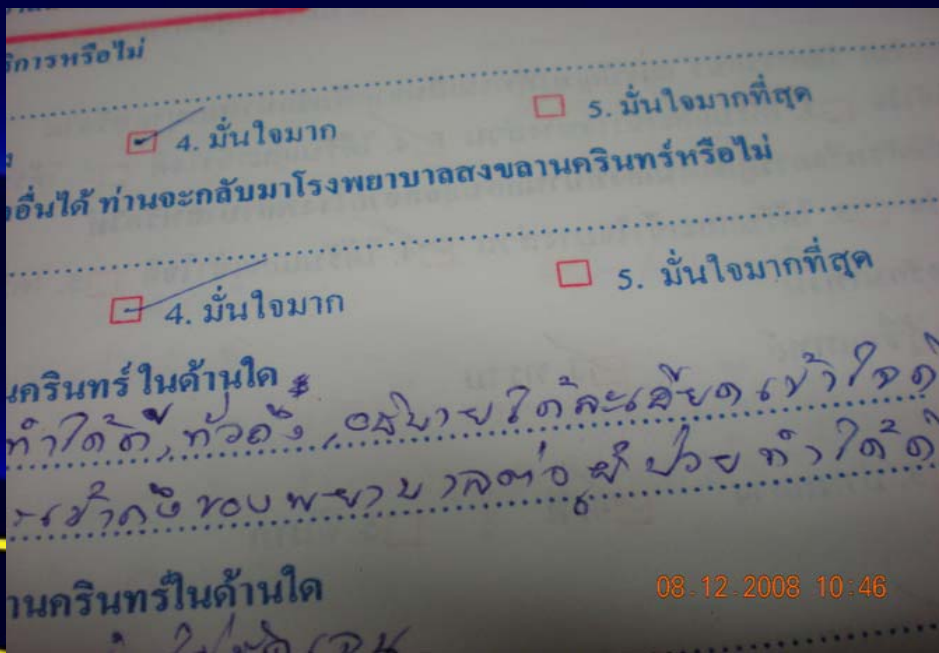 ริการหรือไม่
4. มั่นใจมาก 5. มั่นใจมากที่สุด
อื่นได้ ท่านจะกลับมาโรงพยาบาลสงขลานครินทร์หรือไม่
4. มั่นใจมาก 5. มั่นใจมากที่สุด
นครินทร์ ในด้านใด
ทำได้ดี, ทั่วถึง, อธิบายได้ละเอียด เข้าใจ
เข้าถึงของพยาบาลต่อผู้ป่วย ทำได้ดี
านครินทร์ในด้านใด
08-12-2008 10:46